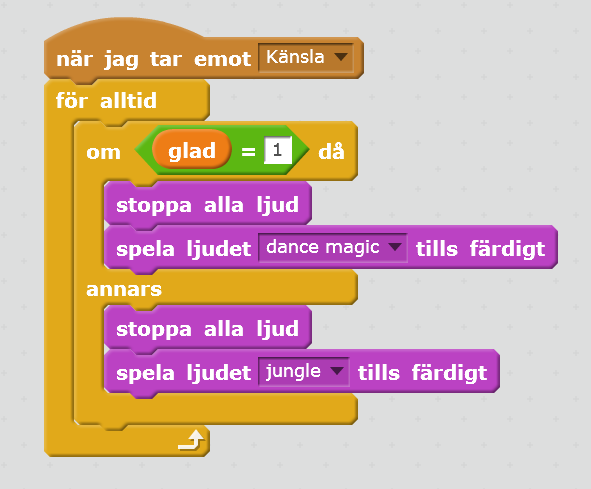 när jag tar emot Känsla
för alltid
om glad = 1 då
stoppa alla ljud
spela ljudet dance magic tills färdigt
annars
stoppa alla ljud
spela ljudet jungle tills färdigt